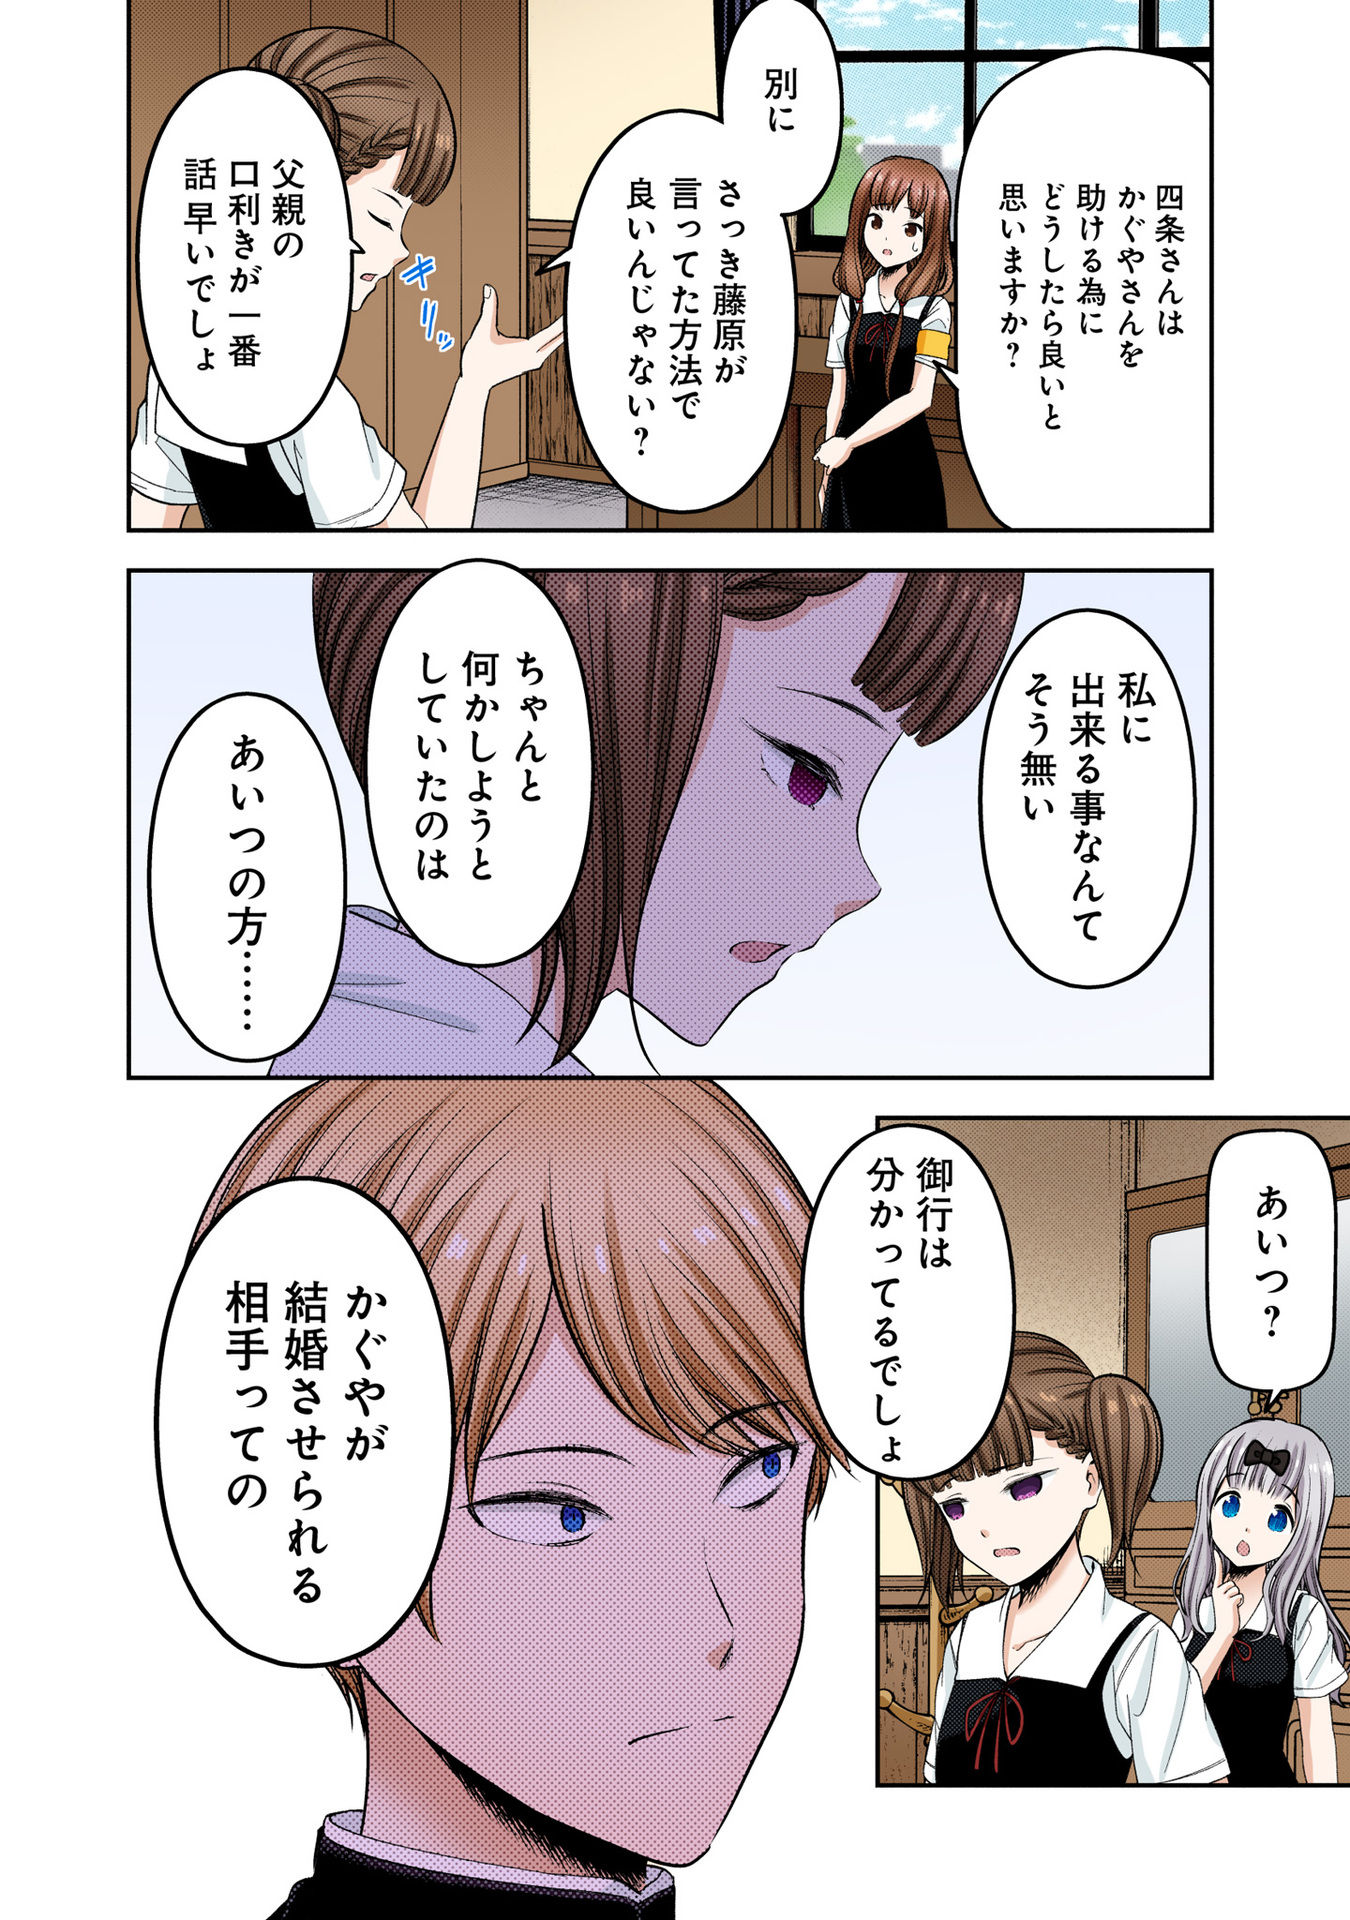 四条さんは
かぐやさんを
助ける為に
どうしたら良いと
思いますか？
別に
さっき藤原が
言ってた方法で
良いんじゃない？
父親の
口利きが一番
話早いでしょ
キリッ
私に
出来る事なんて
そう無い
ちゃんと
何かしようと
していたのは
あいつの方……
あいつ？
御行は
分かってるでしょ
かぐやが
結婚させられる
相手っての